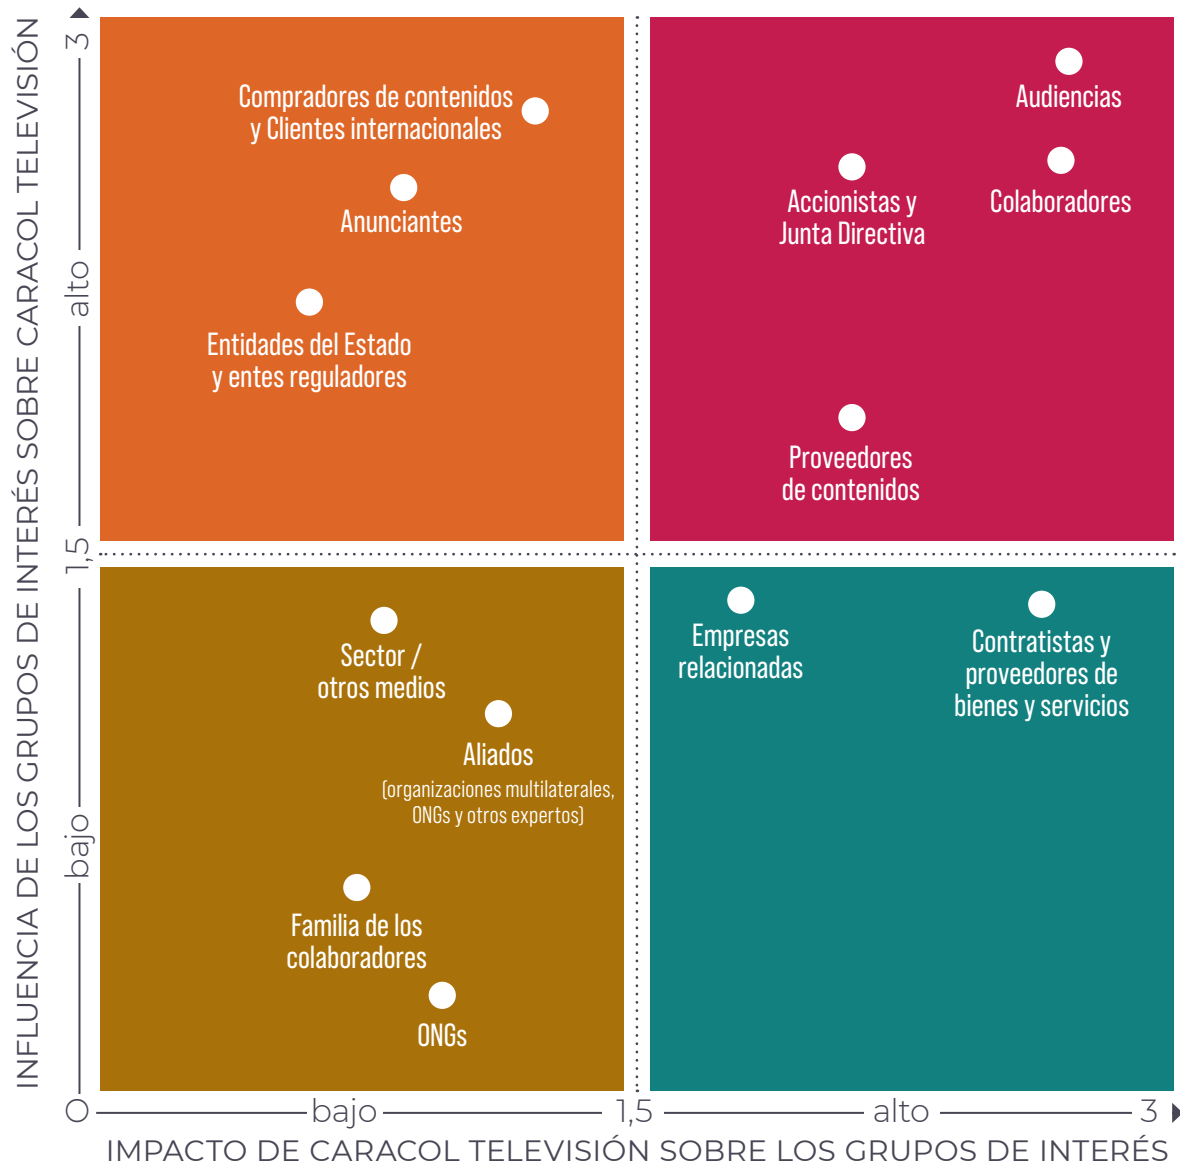 INFLUENCIA DE LOS GRUPOS DE INTERÉS SOBRE CARACOL TELEVISIÓN
3
alto
1,5
bajo
0
Compradores de contenidos
y Clientes internacionales
Anunciantes
Entidades del Estado
y entes reguladores
Audiencias
Accionistas y
Junta Directiva
Colaboradores
Proveedores
de contenidos
Sector /
otros medios
Aliados
(organizaciones multilaterales,
ONGs y otros expertos)
Familia de los
colaboradores
ONGs
Empresas
relacionadas
Contratistas y
proveedores de
bienes y servicios
bajo
1,5
alto
3
IMPACTO DE CARACOL TELEVISIÓN SOBRE LOS GRUPOS DE INTERÉS